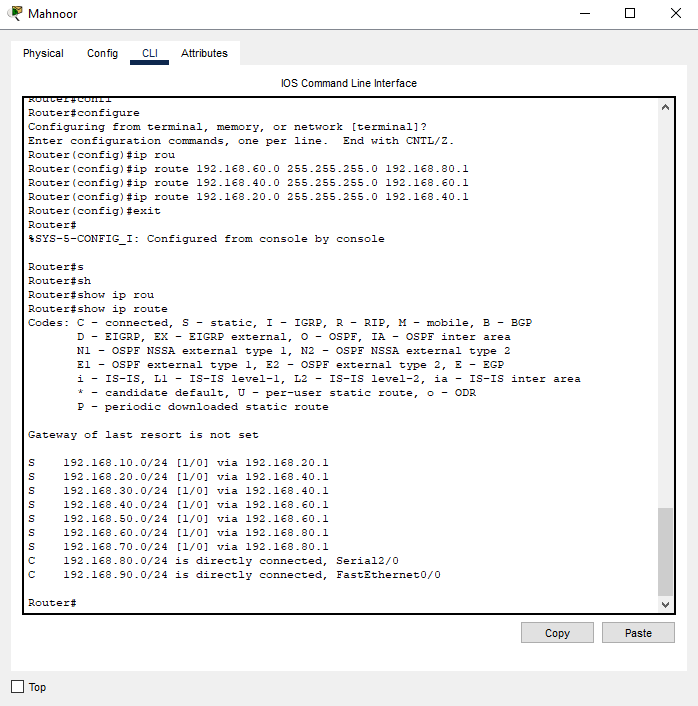 Mahnoor
Physical Config CLI Attributes
IOS Command Line Interface
Router#conf1
Router#configure
Configuring from terminal, memory, or network [terminal]?
Enter configuration commands, one per line.  End with CNTL/Z.
Router(config)#ip rou
Router(config)#ip route 192.168.60.0 255.255.255.0 192.168.80.1
Router(config)#ip route 192.168.40.0 255.255.255.0 192.168.60.1
Router(config)#ip route 192.168.20.0 255.255.255.0 192.168.40.1
Router(config)#exit
Router#
%SYS-5-CONFIG_I: Configured from console by console
Router#s
Router#sh
Router#show ip rou
Router#show ip route
Codes: C - connected, S - static, I - IGRP, R - RIP, M - mobile, B - BGP
D - EIGRP, EX - EIGRP external, O - OSPF, IA - OSPF inter area
N1 - OSPF NSSA external type 1, N2 - OSPF NSSA external type 2
E1 - OSPF external type 1, E2 - OSPF external type 2, E - EGP
i - IS-IS, L1 - IS-IS level-1, L2 - IS-IS level-2, ia - IS-IS inter area
* - candidate default, U - per-user static route, o - ODR
P - periodic downloaded static route
Gateway of last resort is not set
S    192.168.10.0/24 [1/0] via 192.168.20.1
S    192.168.20.0/24 [1/0] via 192.168.40.1
S    192.168.30.0/24 [1/0] via 192.168.40.1
S    192.168.40.0/24 [1/0] via 192.168.60.1
S    192.168.50.0/24 [1/0] via 192.168.60.1
S    192.168.60.0/24 [1/0] via 192.168.80.1
S    192.168.70.0/24 [1/0] via 192.168.80.1
C    192.168.80.0/24 is directly connected, Serial2/0
C    192.168.90.0/24 is directly connected, FastEthernet0/0
Router#
Copy Paste
Top